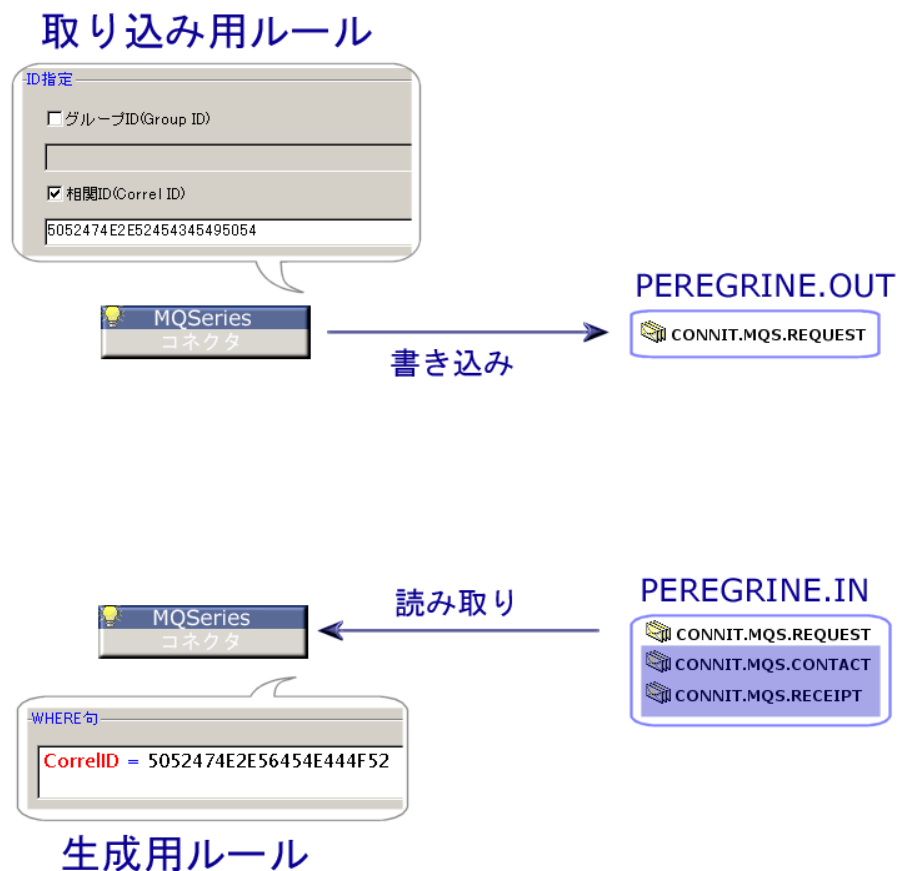 取り込み用ルール
ID指定
グループID(Group ID)
相関ID(Correl ID)
5052474E2E52454345495054
MQSeries
コネクタ
書き込み
PEREGRINE.OUT
CONNIT.MQS.REQUEST
MQSeries
コネクタ
読み取り
PEREGRINE.IN
CONNIT.MQS.REQUEST
CONNIT.MQS.CONTACT
CONNIT.MQS.RECEIPT
WHERE句
CorrelID = 5052474E2E56454E444F52
生成用ルール